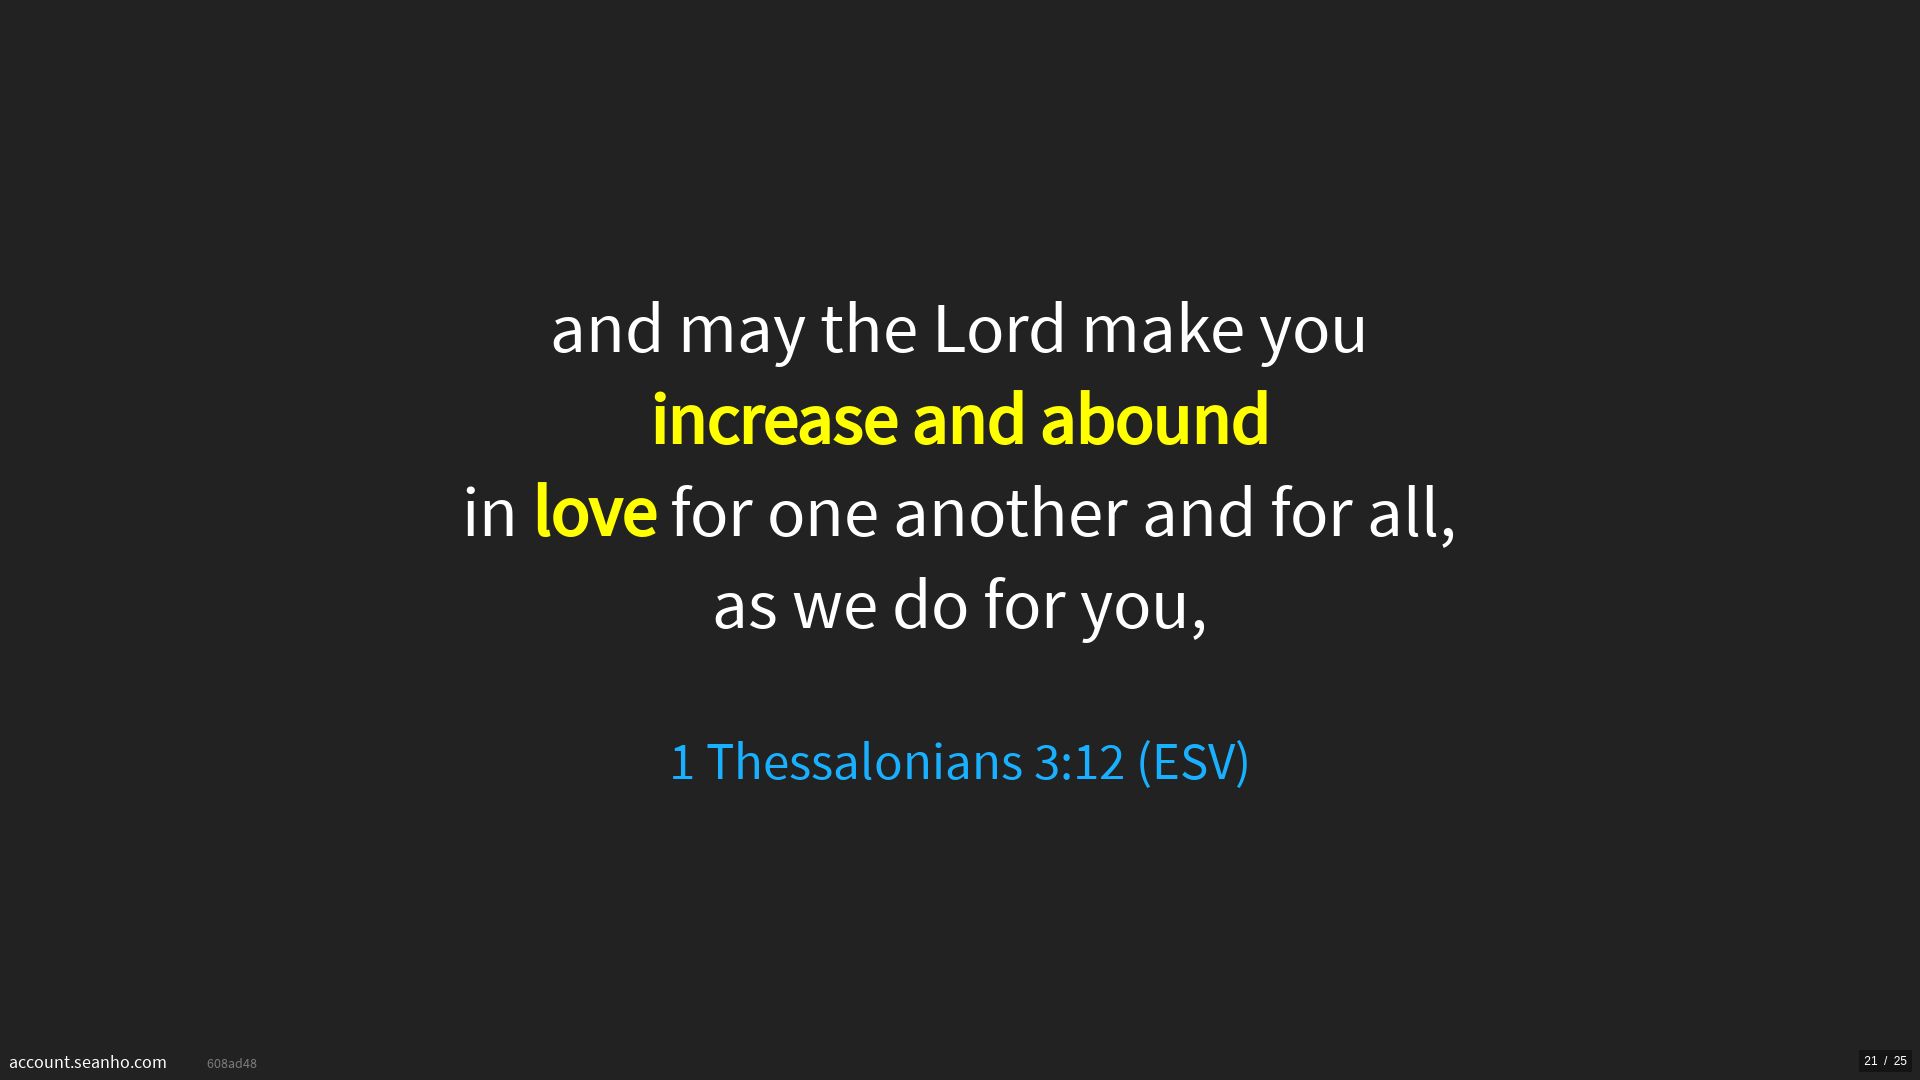 and may the Lord make you
increase and abound
in love for one another and for all,
as we do for you,
1 Thessalonians 3:12 (ESV)
account.seanho.com 608ad48
21 / 25